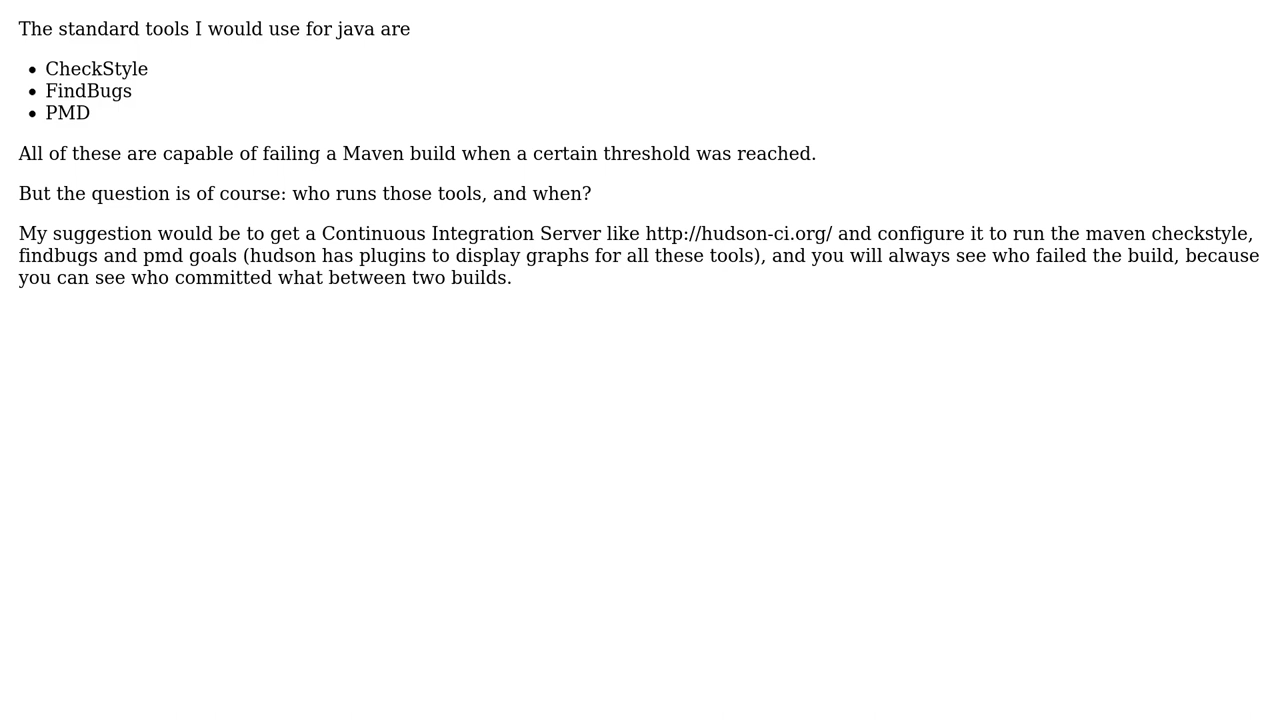 The standard tools I would use for java are
• CheckStyle
• FindBugs
• PMD
All of these are capable of failing a Maven build when a certain threshold was reached.
But the question is of course: who runs those tools, and when?
My suggestion would be to get a Continuous Integration Server like http://hudson-ci.org/ and configure it to run the maven checkstyle,
findbugs and pmd goals (hudson has plugins to display graphs for all these tools), and you will always see who failed the build, because
you can see who committed what between two builds.